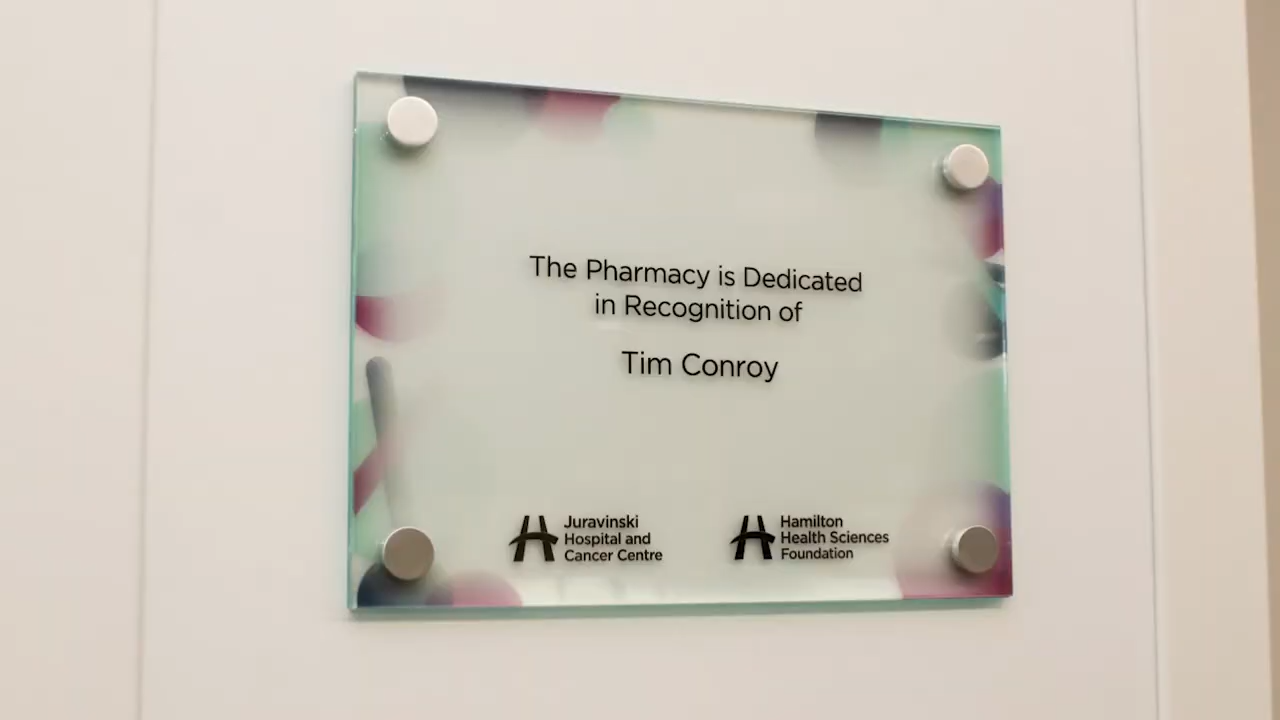 The Pharmacy is Dedicated
in Recognition of
Tim Conroy
Juravinski
Hospital and
Cancer Centre
Hamilton
Health Sciences
Foundation